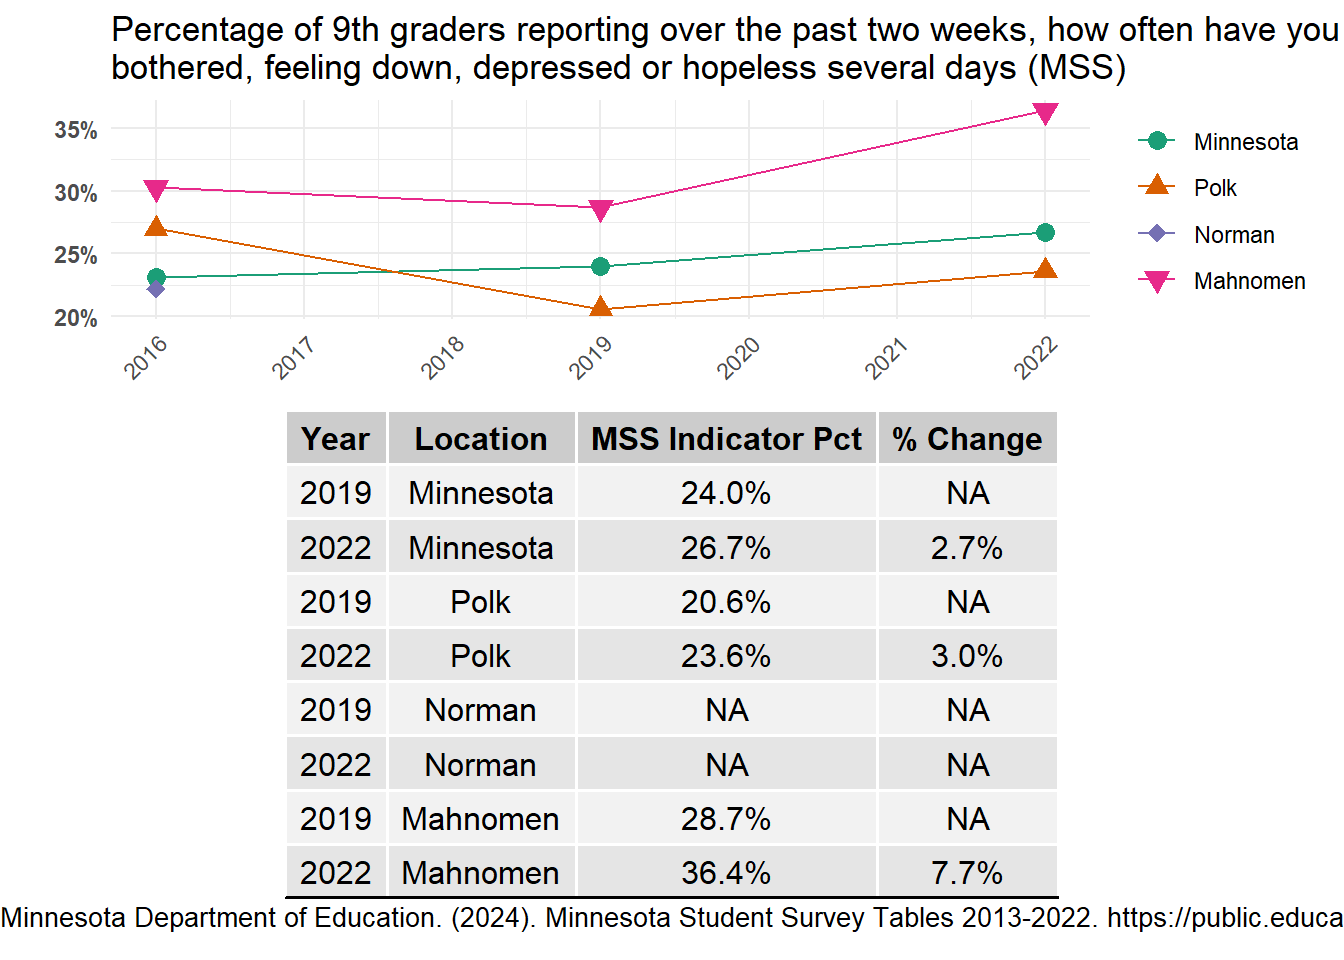 Percentage of 9th graders reporting over the past two weeks, how often have you
bothered, feeling down, depressed or hopeless several days (MSS)
35%
30%
25%
20%
2016 2017 2018 2019 2020 2021 2022
Minnesota
Polk
Norman
Mahnomen
Year Location MSS Indicator Pct % Change
2019 Minnesota 24.0% NA
2022 Minnesota 26.7% 2.7%
2019 Polk 20.6% NA
2022 Polk 23.6% 3.0%
2019 Norman NA NA
2022 Norman NA NA
2019 Mahnomen 28.7% NA
2022 Mahnomen 36.4% 7.7%
Minnesota Department of Education. (2024). Minnesota Student Survey Tables 2013-2022. https://public.educa